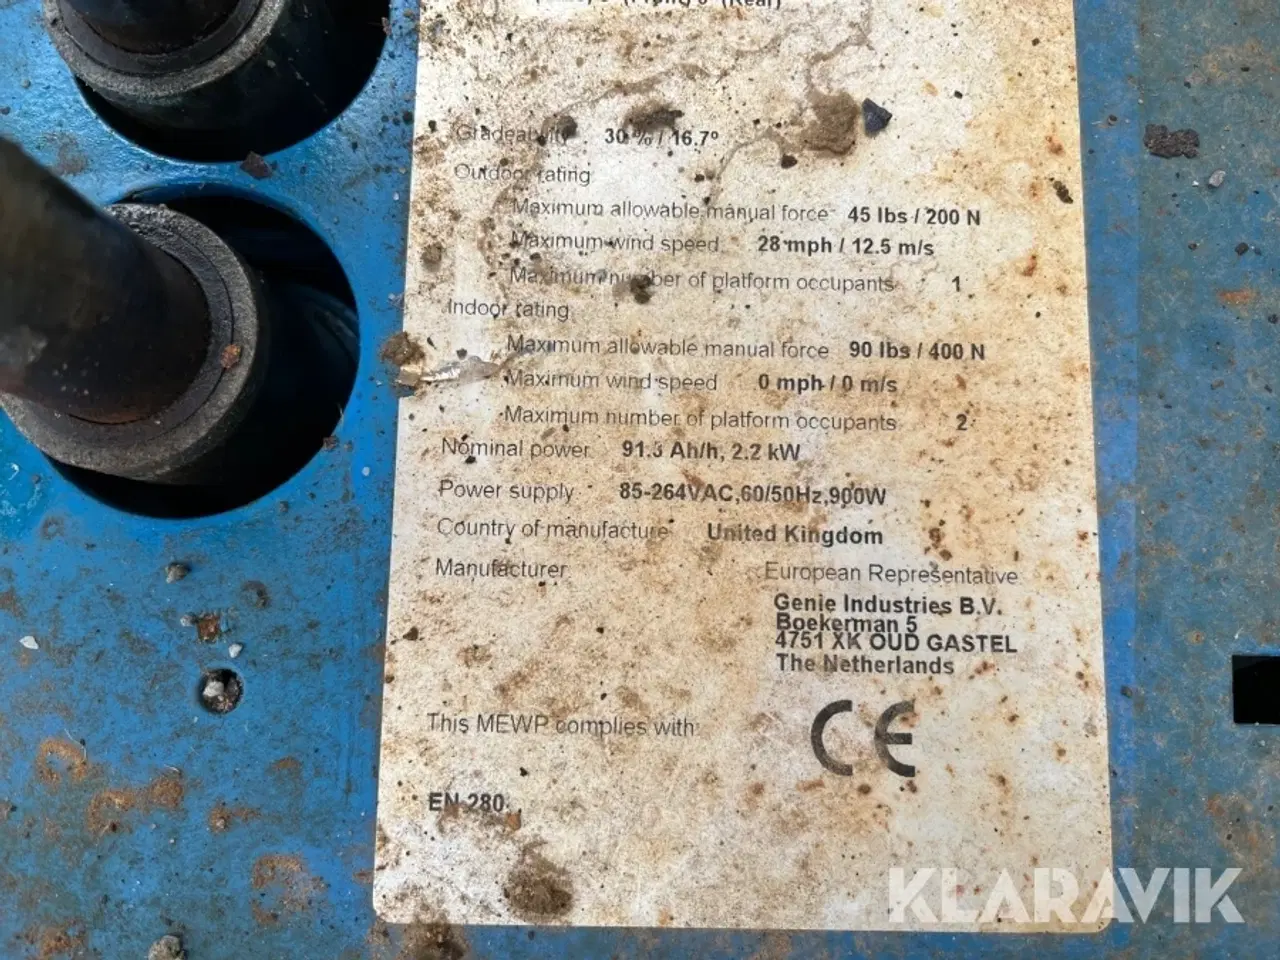 (Rear)
Gradeability 30 % / 16.7º
Outdoor rating
Maximum allowable manual force 45 lbs / 200 N
Maximum wind speed 28 mph / 12.5 m/s
Maximum number of platform occupants 1
Indoor rating
Maximum allowable manual force 90 lbs / 400 N
Maximum wind speed 0 mph / 0 m/s
Maximum number of platform occupants 2
Nominal power 91.3 Ah/h, 2.2 kW
Power supply 85-264VAC,60/50Hz,900W
Country of manufacture United Kingdom
Manufacturer European Representative
Genie Industries B.V.
Boekerman 5
4751 XK OUD GASTEL
The Netherlands
This MEWP complies with:
CE
EN 280
KLARAVIK